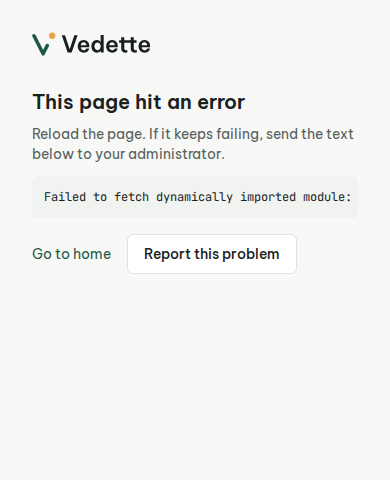 Vedette
This page hit an error
Reload the page. If it keeps failing, send the text
below to your administrator.
Failed to fetch dynamically imported module:
Go to home
Report this problem